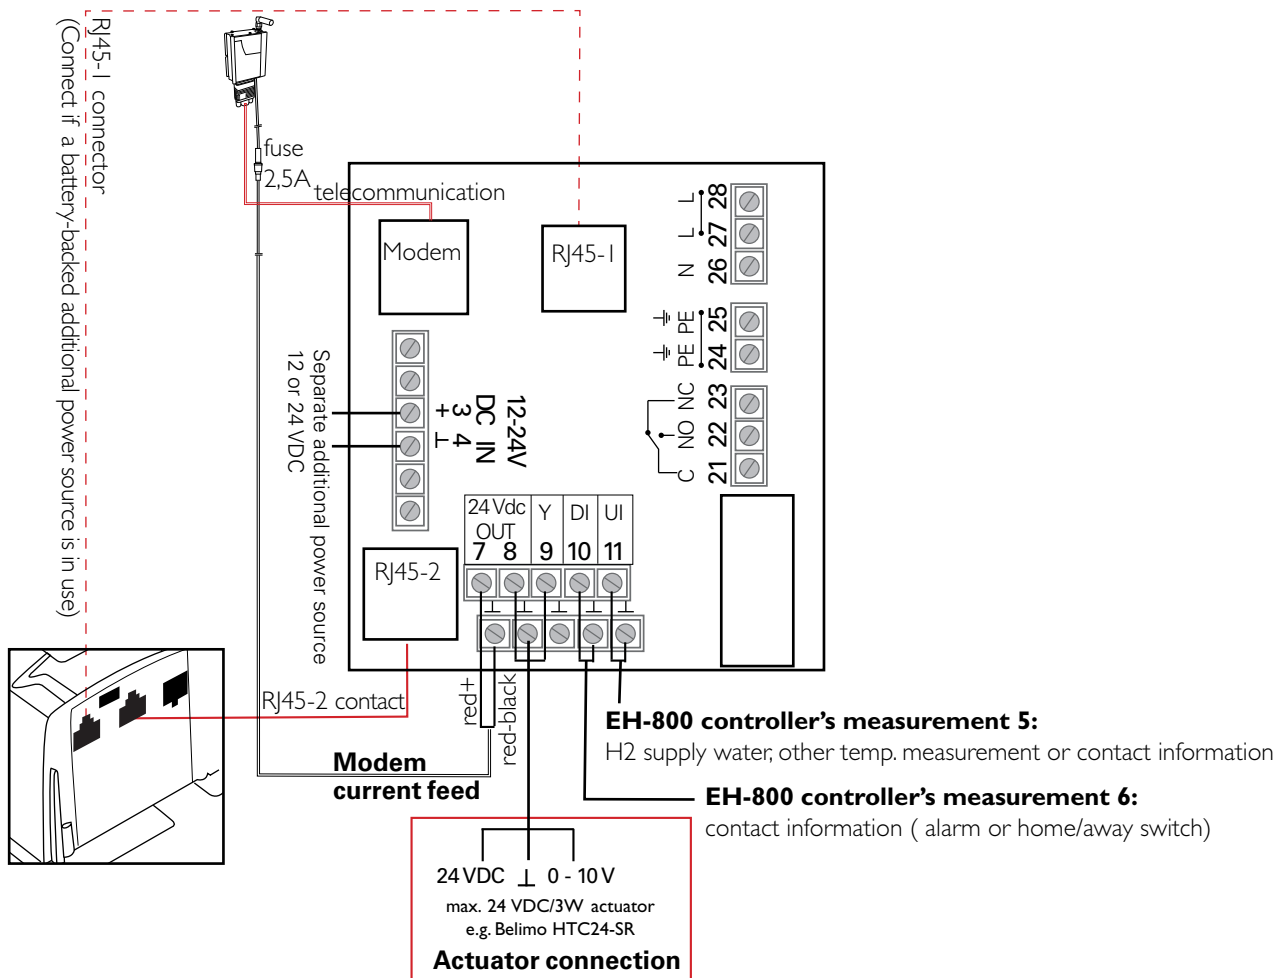 RJ45-1 connector
(Connect if a battery-backed additional power source is in use)
fuse
2,5A
telecommunication
Modem
RJ45-1
L 28
L 27
N 26
PE 25
PE 24
NC 23
NO 22
C 21
Separate additional power source
12 or 24 VDC
12-24V
DC IN
+ 3
⊥ 4
24 Vdc
OUT
Y
DI
UI
7 8 9 10 11
RJ45-2
RJ45-2 contact
red+
red-black
Modem
current feed
EH-800 controller's measurement 5:
H2 supply water, other temp. measurement or contact information
EH-800 controller's measurement 6:
contact information ( alarm or home/away switch)
24 VDC ⊥ 0 - 10 V
max. 24 VDC/3W actuator
e.g. Belimo HTC24-SR
Actuator connection